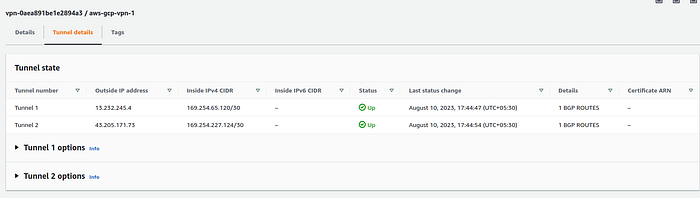 vpn-0aea891be1e2894a3 / aws-gcp-vpn-1
Details Tunnel details Tags
Tunnel state
Tunnel number Outside IP address Inside IPv4 CIDR Inside IPv6 CIDR Status Last status change Details Certificate ARN
Tunnel 1 13.232.245.4 169.254.65.120/30 – Up August 10, 2023, 17:44:47 (UTC+05:30) 1 BGP ROUTES –
Tunnel 2 43.205.171.73 169.254.227.124/30 – Up August 10, 2023, 17:44:54 (UTC+05:30) 1 BGP ROUTES –
Tunnel 1 options Info
Tunnel 2 options Info